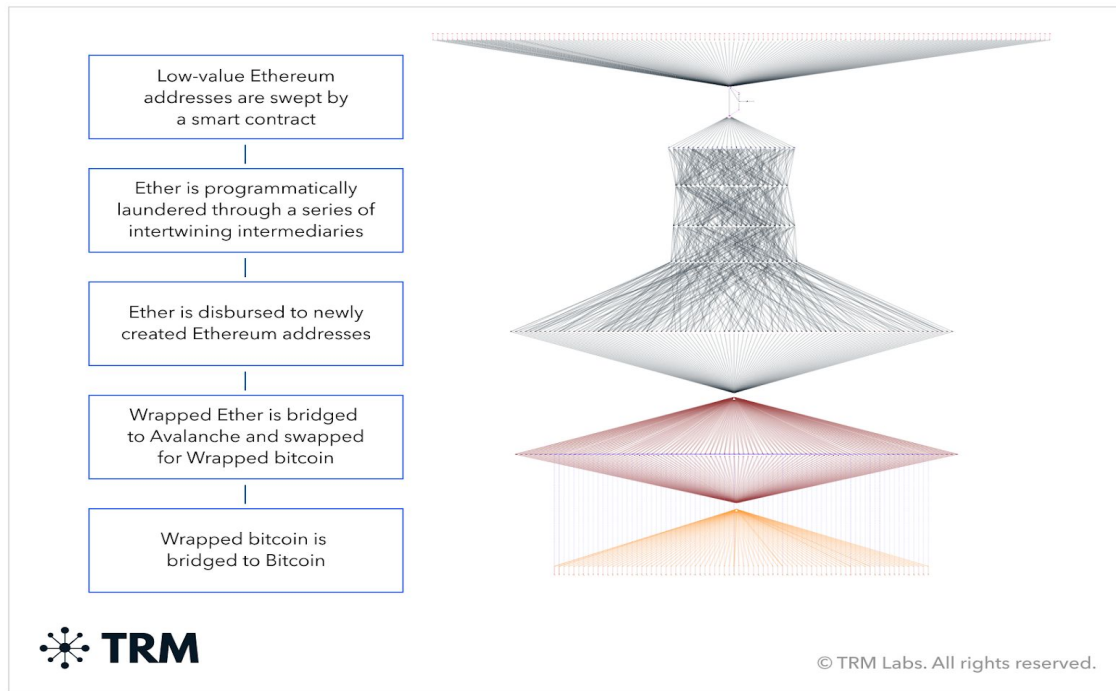 Low-value Ethereum
addresses are swept by
a smart contract
Ether is programmatically
laundered through a series of
intertwining intermediaries
Ether is disbursed to newly
created Ethereum addresses
Wrapped Ether is bridged
to Avalanche and swapped
for Wrapped bitcoin
Wrapped bitcoin is
bridged to Bitcoin
TRM
© TRM Labs. All rights reserved.